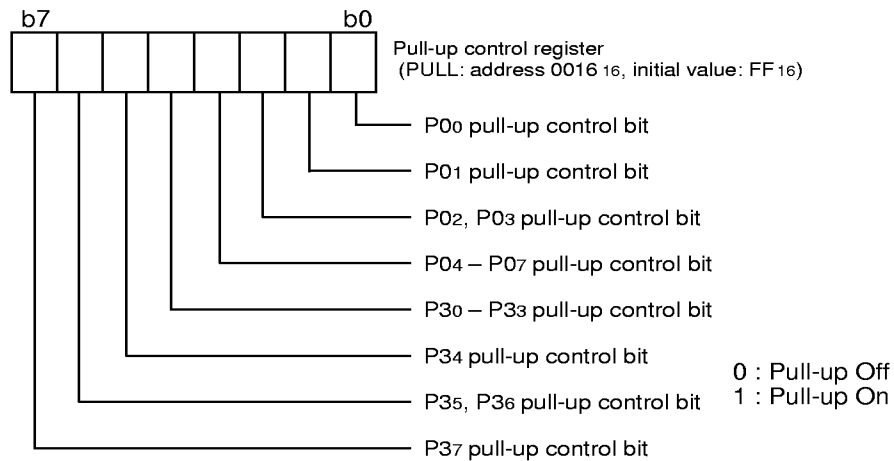 b7 b0
Pull-up control register
(PULL: address 0016 16, initial value: FF 16)
P00 pull-up control bit
P01 pull-up control bit
P02, P03 pull-up control bit
P04 – P07 pull-up control bit
P30 – P33 pull-up control bit
P34 pull-up control bit
P35, P36 pull-up control bit
P37 pull-up control bit
0 : Pull-up Off
1 : Pull-up On